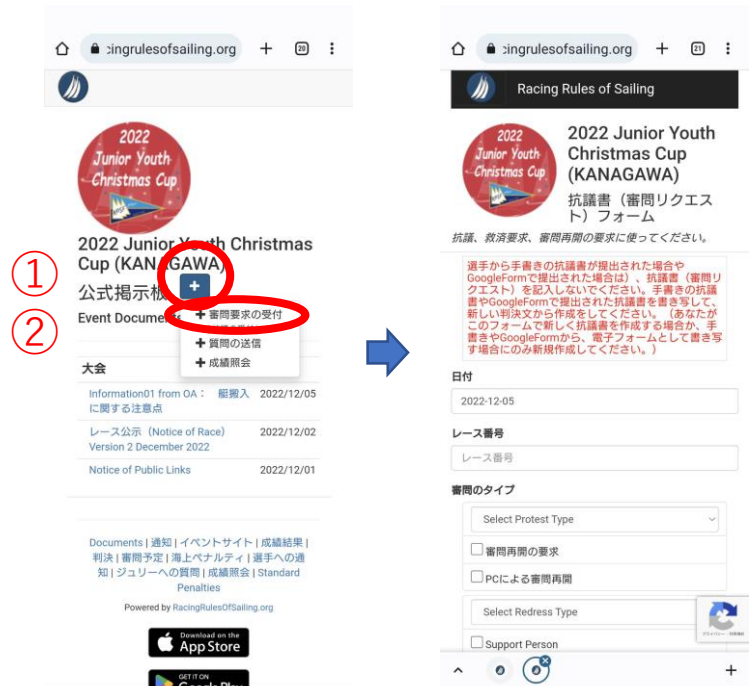 cingrulesofsailing.org
20
2022
Junior Youth
Christmas Cup
2022 Junior Youth Christmas
Cup (KANAGAWA)
①
公式掲示板
②
Event Documents
審問要求の受付
質問の送信
成績照会
大会
Information01 from OA： 艇搬入 2022/12/05
に関する注意点
レース公示（Notice of Race） 2022/12/02
Version 2 December 2022
Notice of Public Links 2022/12/01
Documents | 通知 | イベントサイト | 成績結果 |
判決 | 審問予定 | 海上ペナルティ | 選手への通
知 | ジュリーへの質問 | 成績照会 | Standard
Penalties
Powered by RacingRulesOfSailing.org
Download on the
App Store
GET IT ON
Google Play
cingrulesofsailing.org
21
Racing Rules of Sailing
2022
Junior Youth
Christmas Cup
2022 Junior Youth
Christmas Cup
(KANAGAWA)
抗議書（審問リクエス
ト）フォーム
抗議、救済要求、審問再開の要求に使ってください。
選手から手書きの抗議書が提出された場合や
GoogleFormで提出された場合は）、抗議書（審問リ
クエスト）を記入しないでください。手書きの抗議
書やGoogleFormで提出された抗議書を書き写して、
新しい判決文から作成をしてください。（あなたが
このフォームで新しく抗議書を作成する場合か、手
書きやGoogleFormから、電子フォームとして書き写
す場合にのみ新規作成してください。）
日付
2022-12-05
レース番号
レース番号
審問のタイプ
Select Protest Type
審問再開の要求
PCによる審問再開
Select Redress Type
Support Person